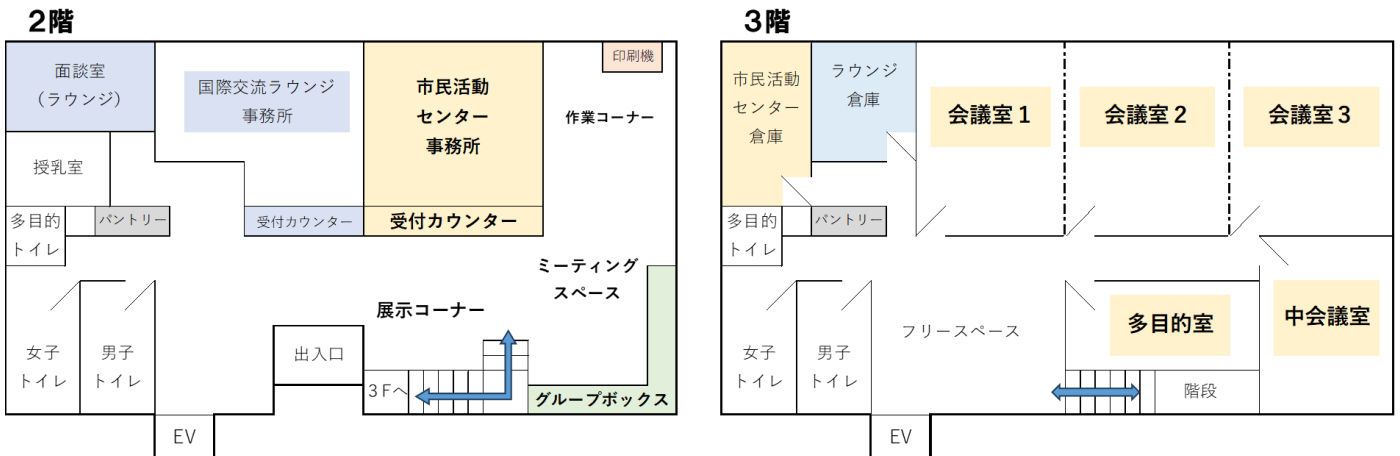 2階
面談室
(ラウンジ)
国際交流ラウンジ
事務所
市民活動
センター
事務所
印刷機
作業コーナー
授乳室
多目的
トイレ
パントリー
受付カウンター
受付カウンター
ミーティング
スペース
展示コーナー
女子
トイレ
男子
トイレ
出入口
3Fへ
グループボックス
EV
3階
市民活動
センター
倉庫
ラウンジ
倉庫
会議室1
会議室2
会議室3
多目的
トイレ
パントリー
フリースペース
多目的室
中会議室
女子
トイレ
男子
トイレ
階段
EV